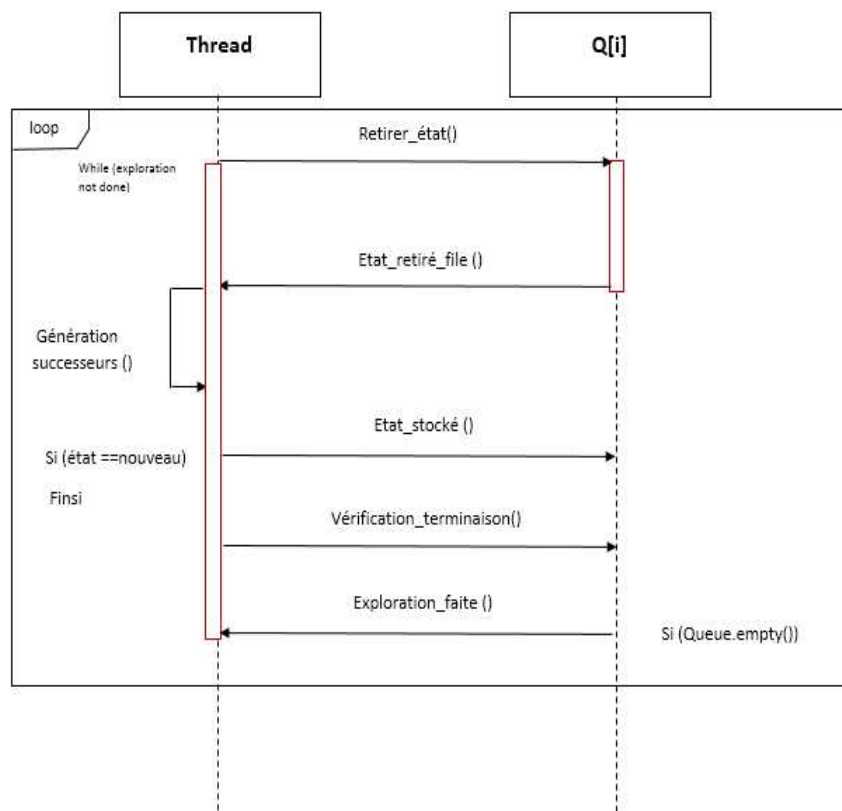 Thread
Q[i]
loop
Retirer_état()
While (exploration
not done)
Etat_retiré_file ()
Génération
successeurs ()
Etat_stocké ()
Si (état ==nouveau)
Finsi
Vérification_terminaison()
Exploration_faite ()
Si (Queue.empty())